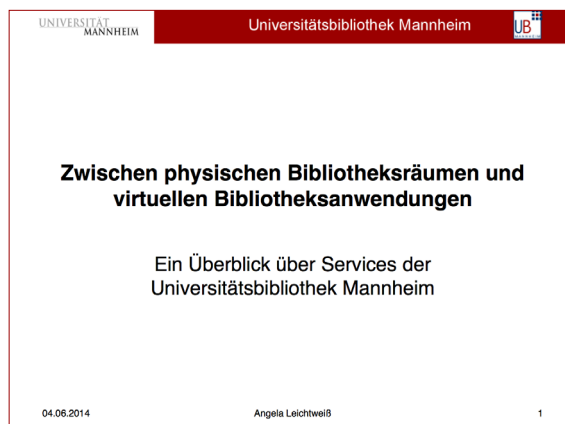 UNIVERSITÄT
MANNHEIM
Universitätsbibliothek Mannheim
UB
MANNHEIM
Zwischen physischen Bibliotheksräumen und
virtuellen Bibliotheksanwendungen
Ein Überblick über Services der
Universitätsbibliothek Mannheim
04.06.2014
Angela Leichtweiß
1